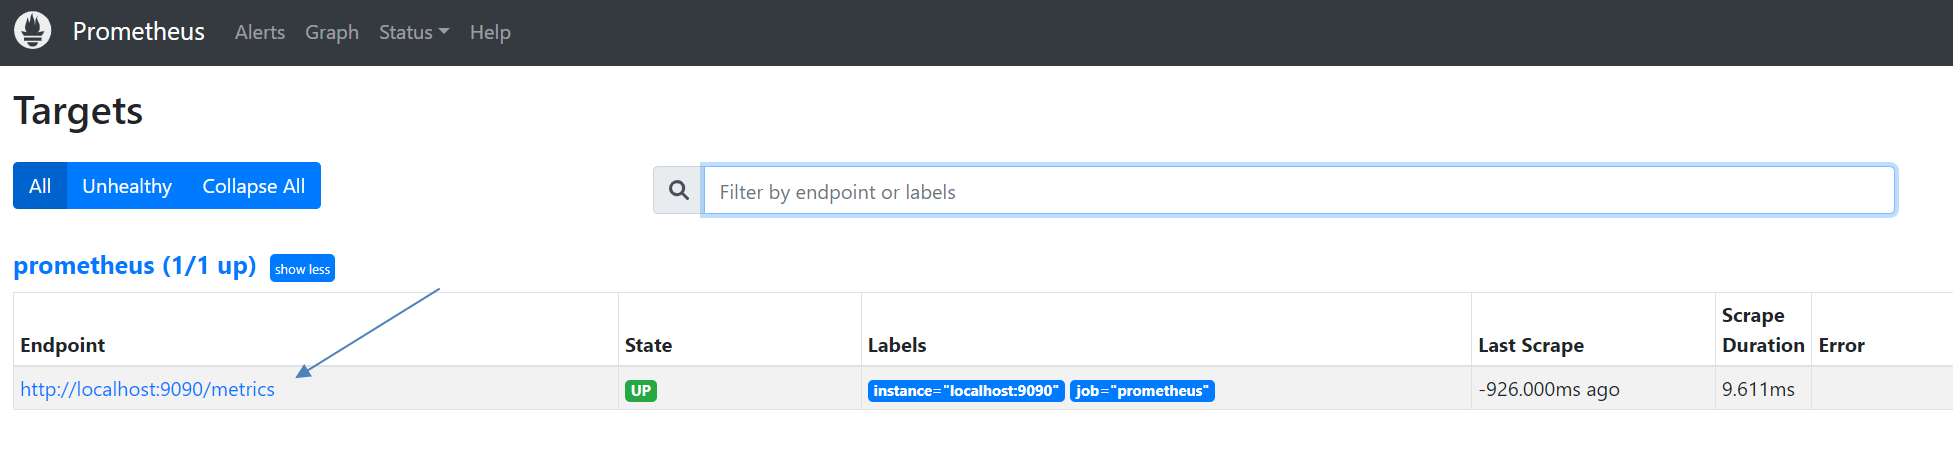 Prometheus Alerts Graph Status Help
Targets
All Unhealthy Collapse All
Filter by endpoint or labels
prometheus (1/1 up) show less
Endpoint State Labels Last Scrape Scrape Duration Error
http://localhost:9090/metrics UP instance="localhost:9090" job="prometheus" -926.000ms ago 9.611ms